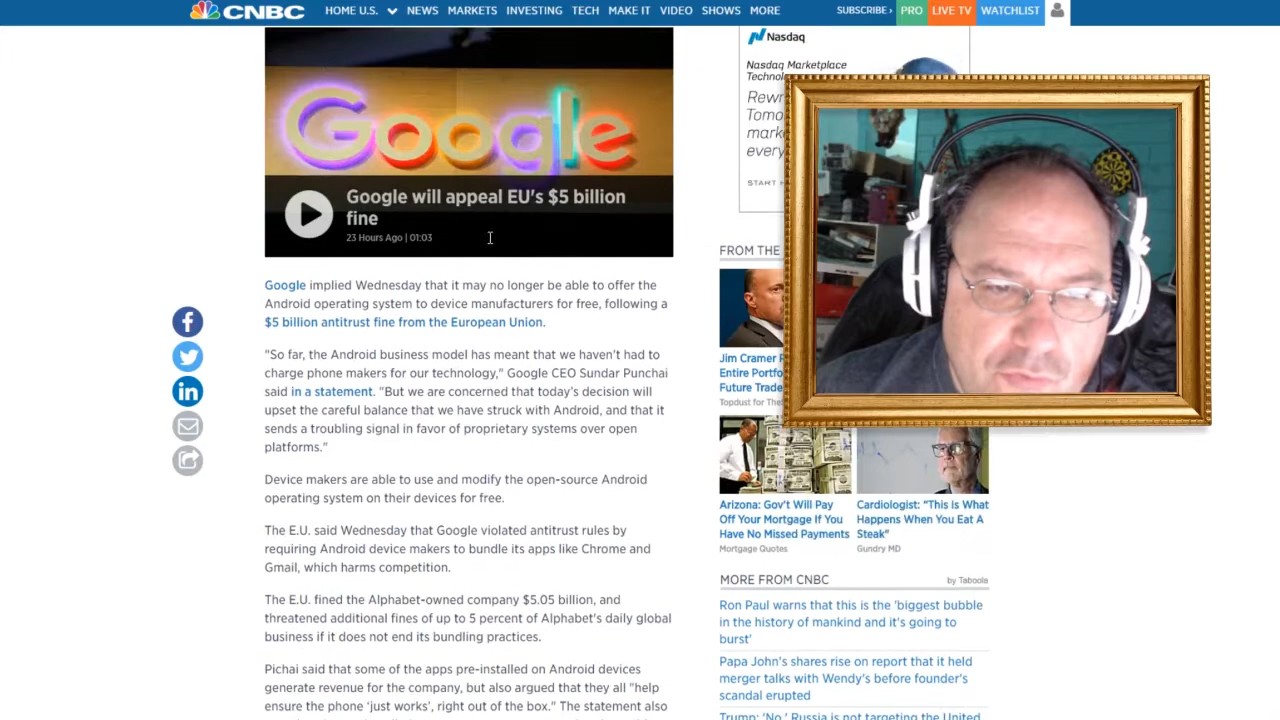 CNBC
HOME U.S. NEWS MARKETS INVESTING TECH MAKE IT VIDEO SHOWS MORE
SUBSCRIBE › PRO LIVE TV WATCHLIST
Google
Google will appeal EU's $5 billion
fine
23 Hours Ago | 01:03
Google implied Wednesday that it may no longer be able to offer the
Android operating system to device manufacturers for free, following a
$5 billion antitrust fine from the European Union.
"So far, the Android business model has meant that we haven't had to
charge phone makers for our technology," Google CEO Sundar Punchai
said in a statement. "But we are concerned that today's decision will
upset the careful balance that we have struck with Android, and that it
sends a troubling signal in favor of proprietary systems over open
platforms."
Device makers are able to use and modify the open-source Android
operating system on their devices for free.
The E.U. said Wednesday that Google violated antitrust rules by
requiring Android device makers to bundle its apps like Chrome and
Gmail, which harms competition.
The E.U. fined the Alphabet-owned company $5.05 billion, and
threatened additional fines of up to 5 percent of Alphabet's daily global
business if it does not end its bundling practices.
Pichai said that some of the apps pre-installed on Android devices
generate revenue for the company, but also argued that they all "help
ensure the phone 'just works', right out of the box." The statement also
Nasdaq
Nasdaq Marketplace
every
START
FROM THE
Jim Cramer
Entire
Future
Topdust for
Arizona: Gov't Will Pay
Off Your Mortgage If You
Have No Missed Payments
Mortgage Quotes
Cardiologist: "This Is What
Happens When You Eat A
Steak"
Gundry MD
MORE FROM CNBC
by Taboola
Ron Paul warns that this is the 'biggest bubble
in the history of mankind and it's going to
burst'
Papa John's shares rise on report that it held
merger talks with Wendy's before founder's
scandal erupted
Trump: 'No,' Russia is not targeting the United